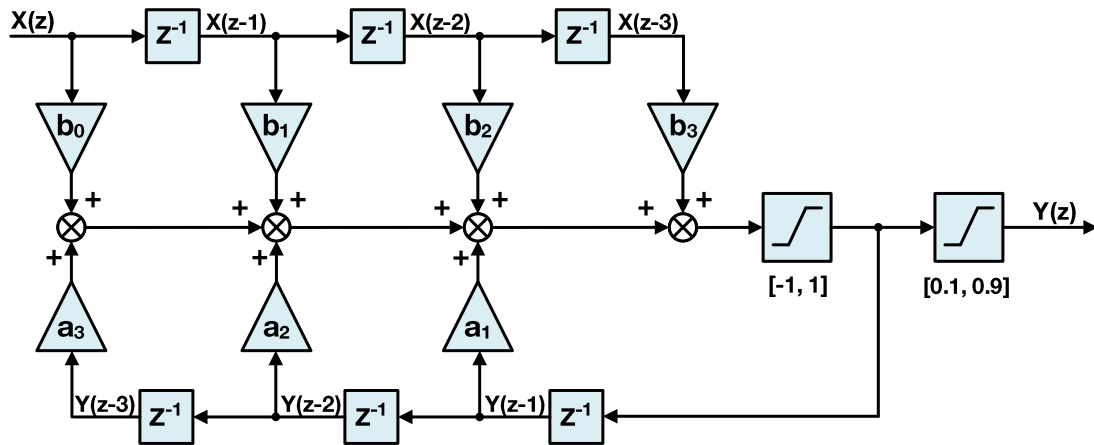 X(z) z⁻¹ X(z-1) z⁻¹ X(z-2) z⁻¹ X(z-3)
b₀ b₁ b₂ b₃
+ + + + + + +
Y(z)
+ + +
[-1, 1] [0.1, 0.9]
a₃ a₂ a₁
Y(z-3) z⁻¹ Y(z-2) z⁻¹ Y(z-1) z⁻¹